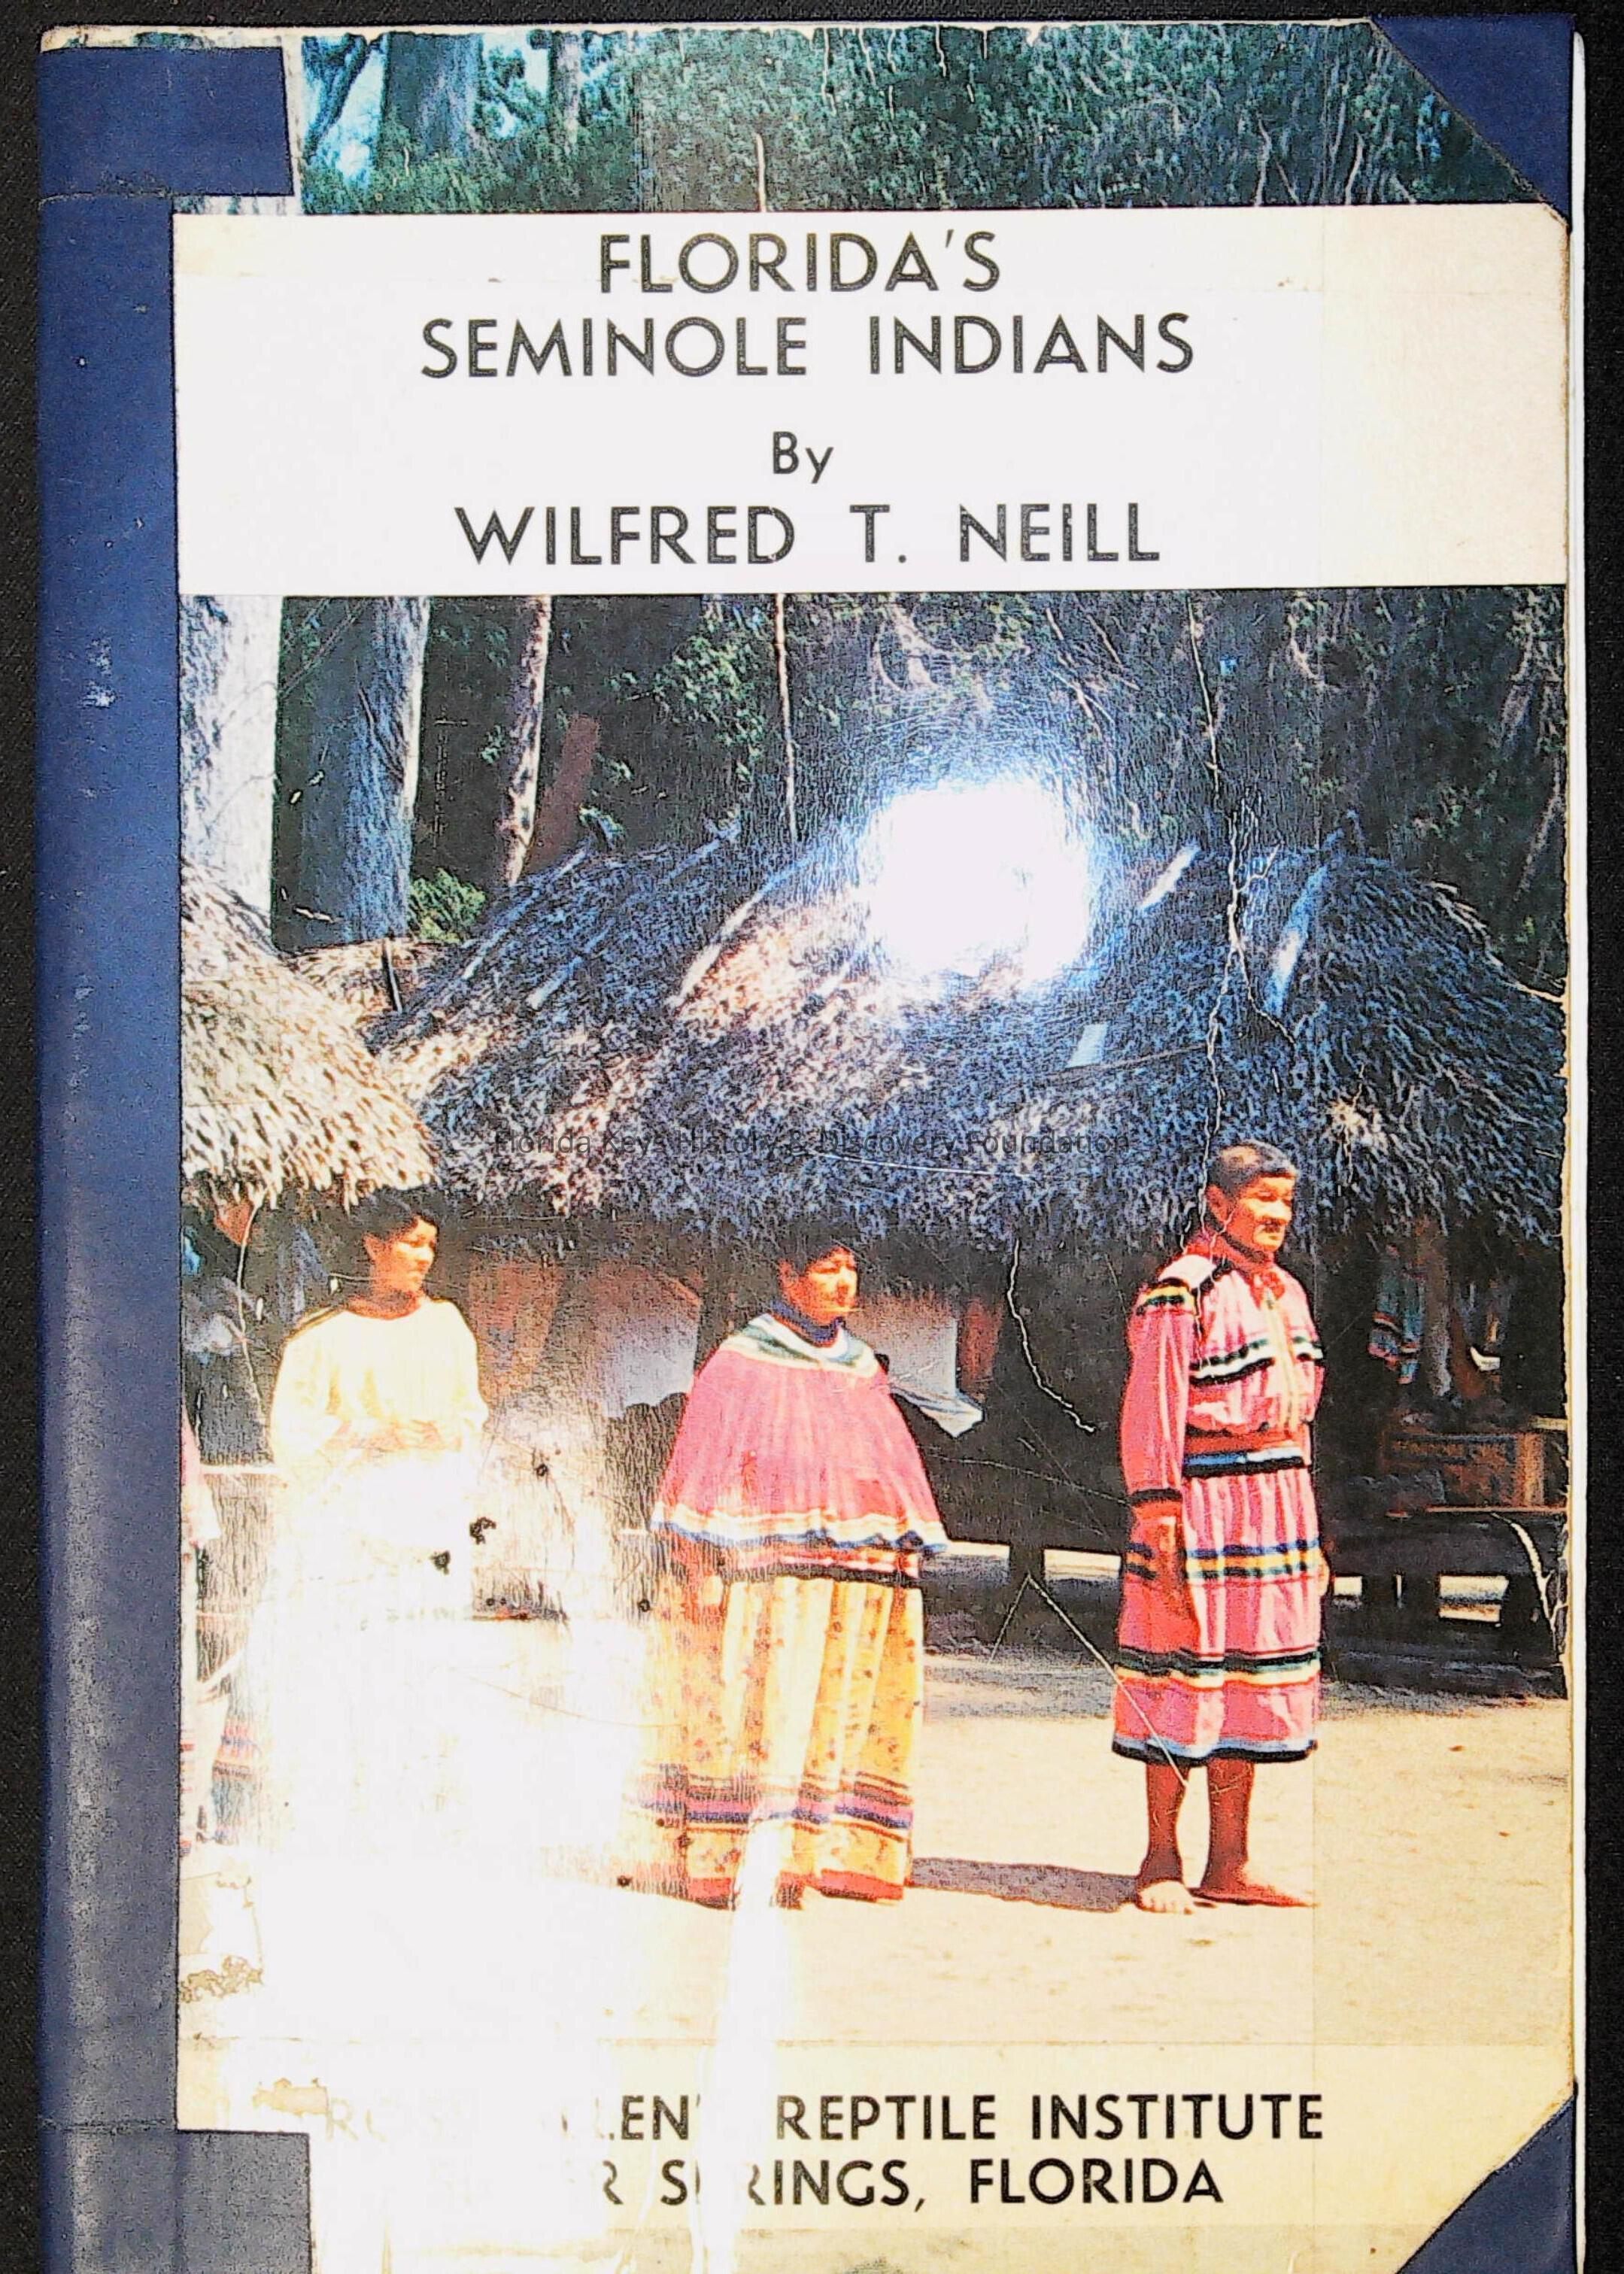 FLORIDA'S
SEMINOLE INDIANS
By
WILFRED T. NEILL
Florida Keys History & Discovery Foundation
REPTILE INSTITUTE
FLORIDA